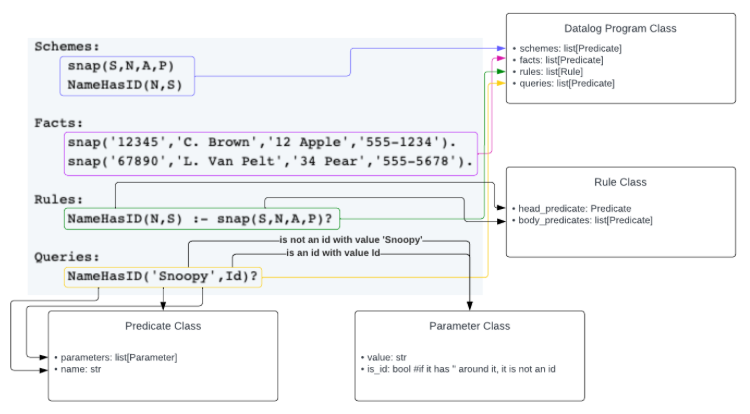 Schemes:
snap(S,N,A,P)
NameHasID(N,S)
Facts:
snap('12345','C. Brown','12 Apple','555-1234').
snap('67890','L. Van Pelt','34 Pear','555-5678').
Rules:
NameHasID(N,S) :- snap(S,N,A,P)?
Queries:
NameHasID('Snoopy',Id)?
is not an id with value 'Snoopy'
is an id with value Id
Datalog Program Class
• schemes: list[Predicate]
• facts: list[Predicate]
• rules: list[Rule]
• queries: list[Predicate]
Rule Class
• head_predicate: Predicate
• body_predicates: list[Predicate]
Predicate Class
• parameters: list[Parameter]
• name: str
Parameter Class
• value: str
• is_id: bool #if it has '' around it, it is not an id